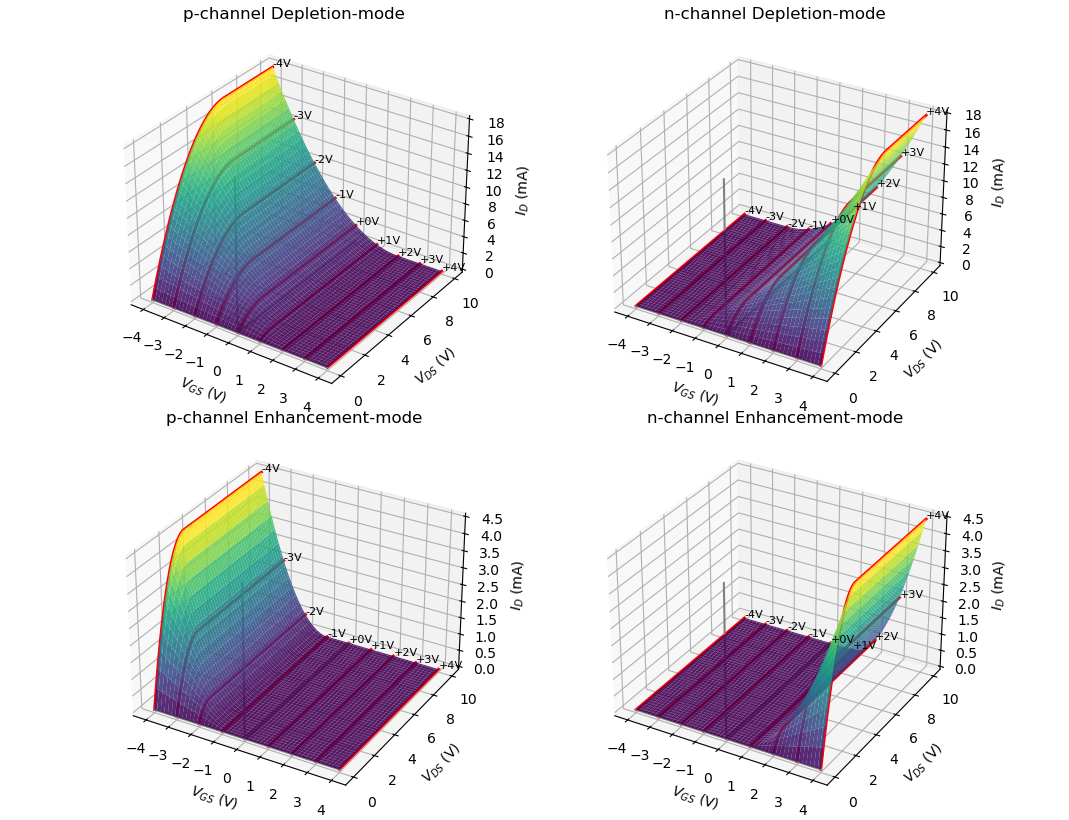 p-channel Depletion-mode
-4V
-3V
-2V
-1V
+0V
+1V
+2V
+3V
+4V
18
16
14
12
10
8
6
4
2
0
I_D (mA)
−4
−3
−2
−1
0
1
2
3
4
V_GS (V)
0
2
4
6
8
10
V_DS (V)
n-channel Depletion-mode
-4V
-3V
-2V
-1V
+0V
+1V
+2V
+3V
+4V
18
16
14
12
10
8
6
4
2
0
I_D (mA)
−4
−3
−2
−1
0
1
2
3
4
V_GS (V)
0
2
4
6
8
10
V_DS (V)
p-channel Enhancement-mode
-4V
-3V
-2V
-1V
+0V
+1V
+2V
+3V
+4V
4.5
4.0
3.5
3.0
2.5
2.0
1.5
1.0
0.5
0.0
I_D (mA)
−4
−3
−2
−1
0
1
2
3
4
V_GS (V)
0
2
4
6
8
10
V_DS (V)
n-channel Enhancement-mode
-4V
-3V
-2V
-1V
+0V
+1V
+2V
+3V
+4V
4.5
4.0
3.5
3.0
2.5
2.0
1.5
1.0
0.5
0.0
I_D (mA)
−4
−3
−2
−1
0
1
2
3
4
V_GS (V)
0
2
4
6
8
10
V_DS (V)